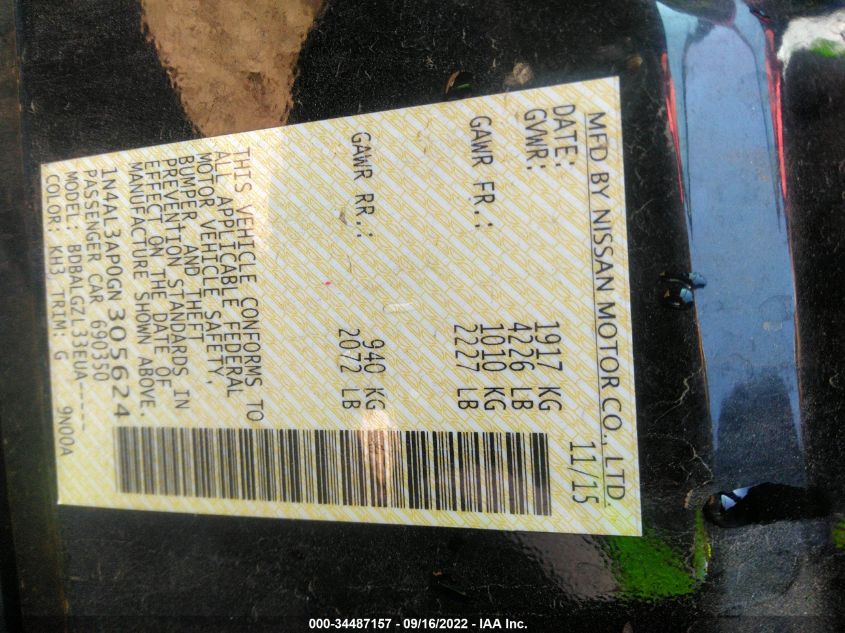 MFD BY NISSAN MOTOR CO., LTD.
DATE: 11/15
GVWR: 1917 KG
4226 LB
GAWR FR.: 1010 KG
2227 LB
GAWR RR.: 940 KG
2072 LB
THIS VEHICLE CONFORMS TO
ALL APPLICABLE FEDERAL
MOTOR VEHICLE SAFETY,
BUMPER AND THEFT
PREVENTION STANDARDS IN
EFFECT ON THE DATE OF
MANUFACTURE SHOWN ABOVE.
1N4AL3AP0GN305624
PASSENGER CAR 690350
MODEL: BDBALGZL33EUA----
COLOR: KH3 TRIM: G 9N00A
000-34487157 - 09/16/2022 - IAA Inc.